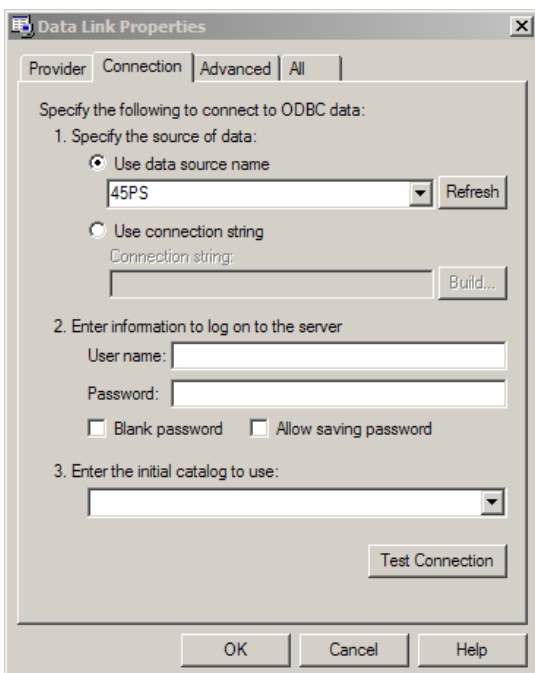 Data Link Properties
Provider Connection Advanced All
Specify the following to connect to ODBC data:
1. Specify the source of data:
Use data source name
45PS Refresh
Use connection string
Connection string:
Build...
2. Enter information to log on to the server
User name:
Password:
Blank password Allow saving password
3. Enter the initial catalog to use:
Test Connection
OK Cancel Help